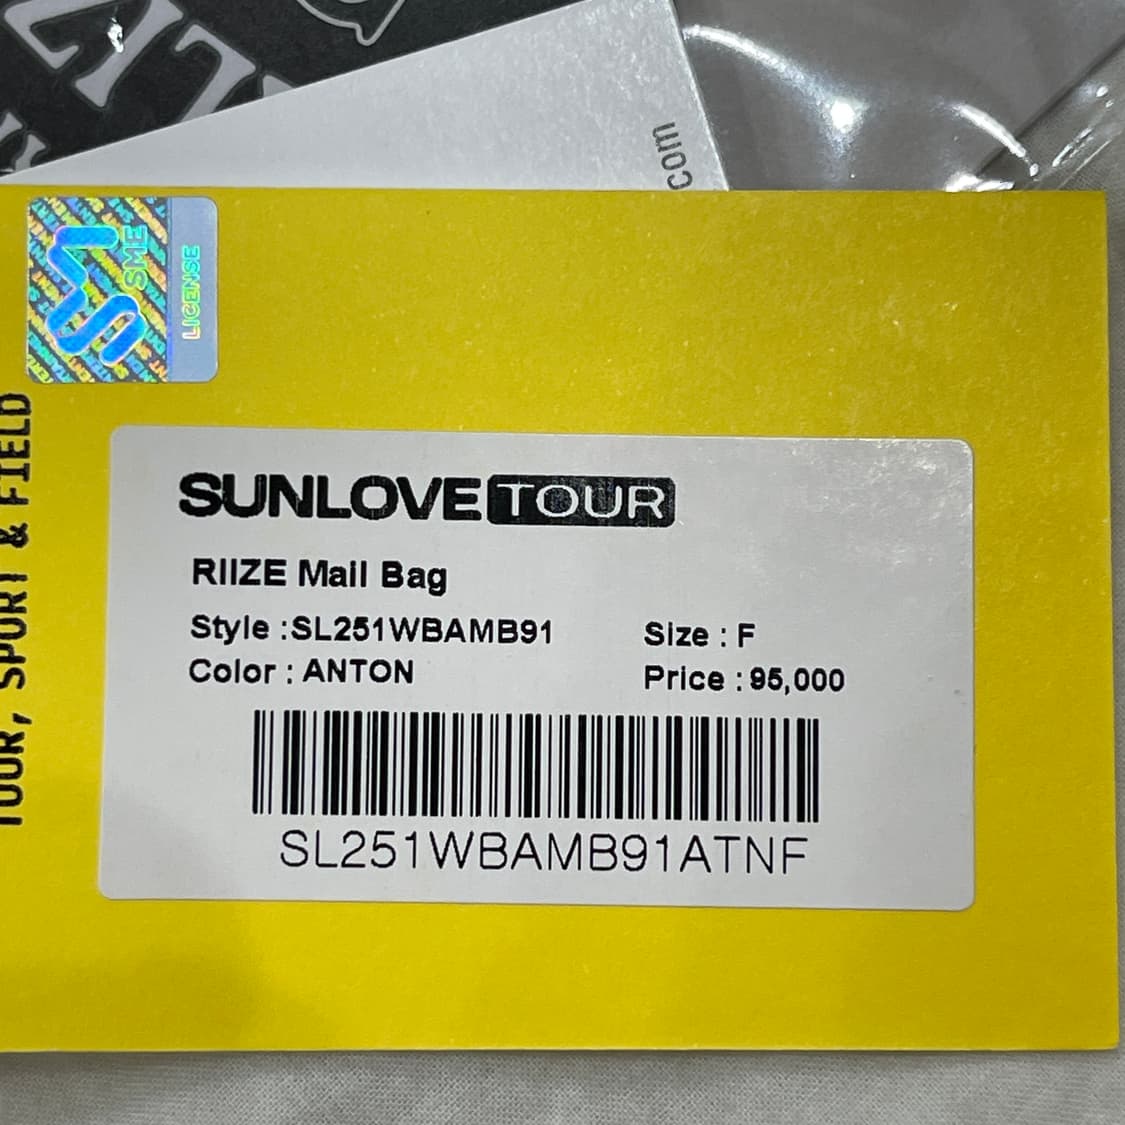 .com
SME
LICENSE
TOUR, SPORT & FIELD
SUNLOVE TOUR
RIIZE Mail Bag
Style :SL251WBAMB91 Size : F
Color : ANTON Price : 95,000
SL251WBAMB91ATNF